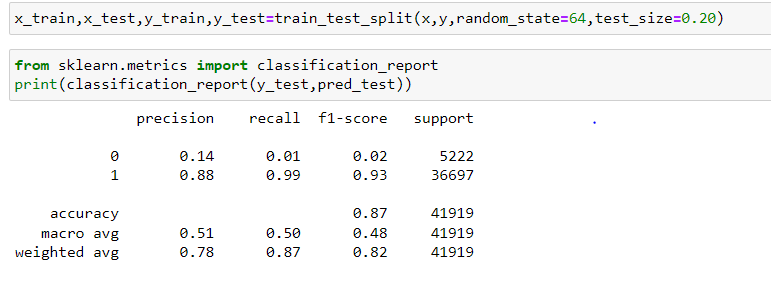 x_train,x_test,y_train,y_test=train_test_split(x,y,random_state=64,test_size=0.20)
from sklearn.metrics import classification_report
print(classification_report(y_test,pred_test))
precision recall f1-score support
0 0.14 0.01 0.02 5222
1 0.88 0.99 0.93 36697
accuracy 0.87 41919
macro avg 0.51 0.50 0.48 41919
weighted avg 0.78 0.87 0.82 41919